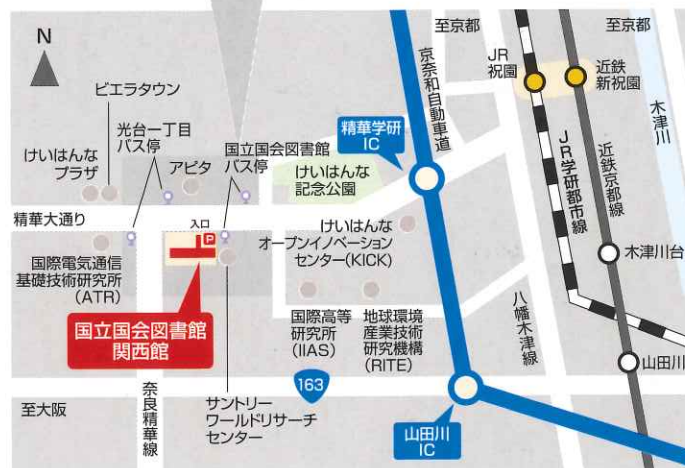 N
至京都
至京都
JR
祝園
近鉄
新祝園
京奈和自動車道
ビエラタウン
光台一丁目
バス停
けいはんな
プラザ
アピタ
国立国会図書館
バス停
精華学研
IC
けいはんな
記念公園
木津川
JR学研都市線
近鉄京都線
精華大通り
入口
P
けいはんな
オープンイノベーション
センター(KICK)
木津川台
国際電気通信
基礎技術研究所
(ATR)
国立国会図書館
関西館
国際高等
研究所
(IIAS)
地球環境
産業技術
研究機構
(RITE)
八幡木津線
山田川
163
至大阪
奈良精華線
サントリー
ワールドリサーチ
センター
山田川
IC